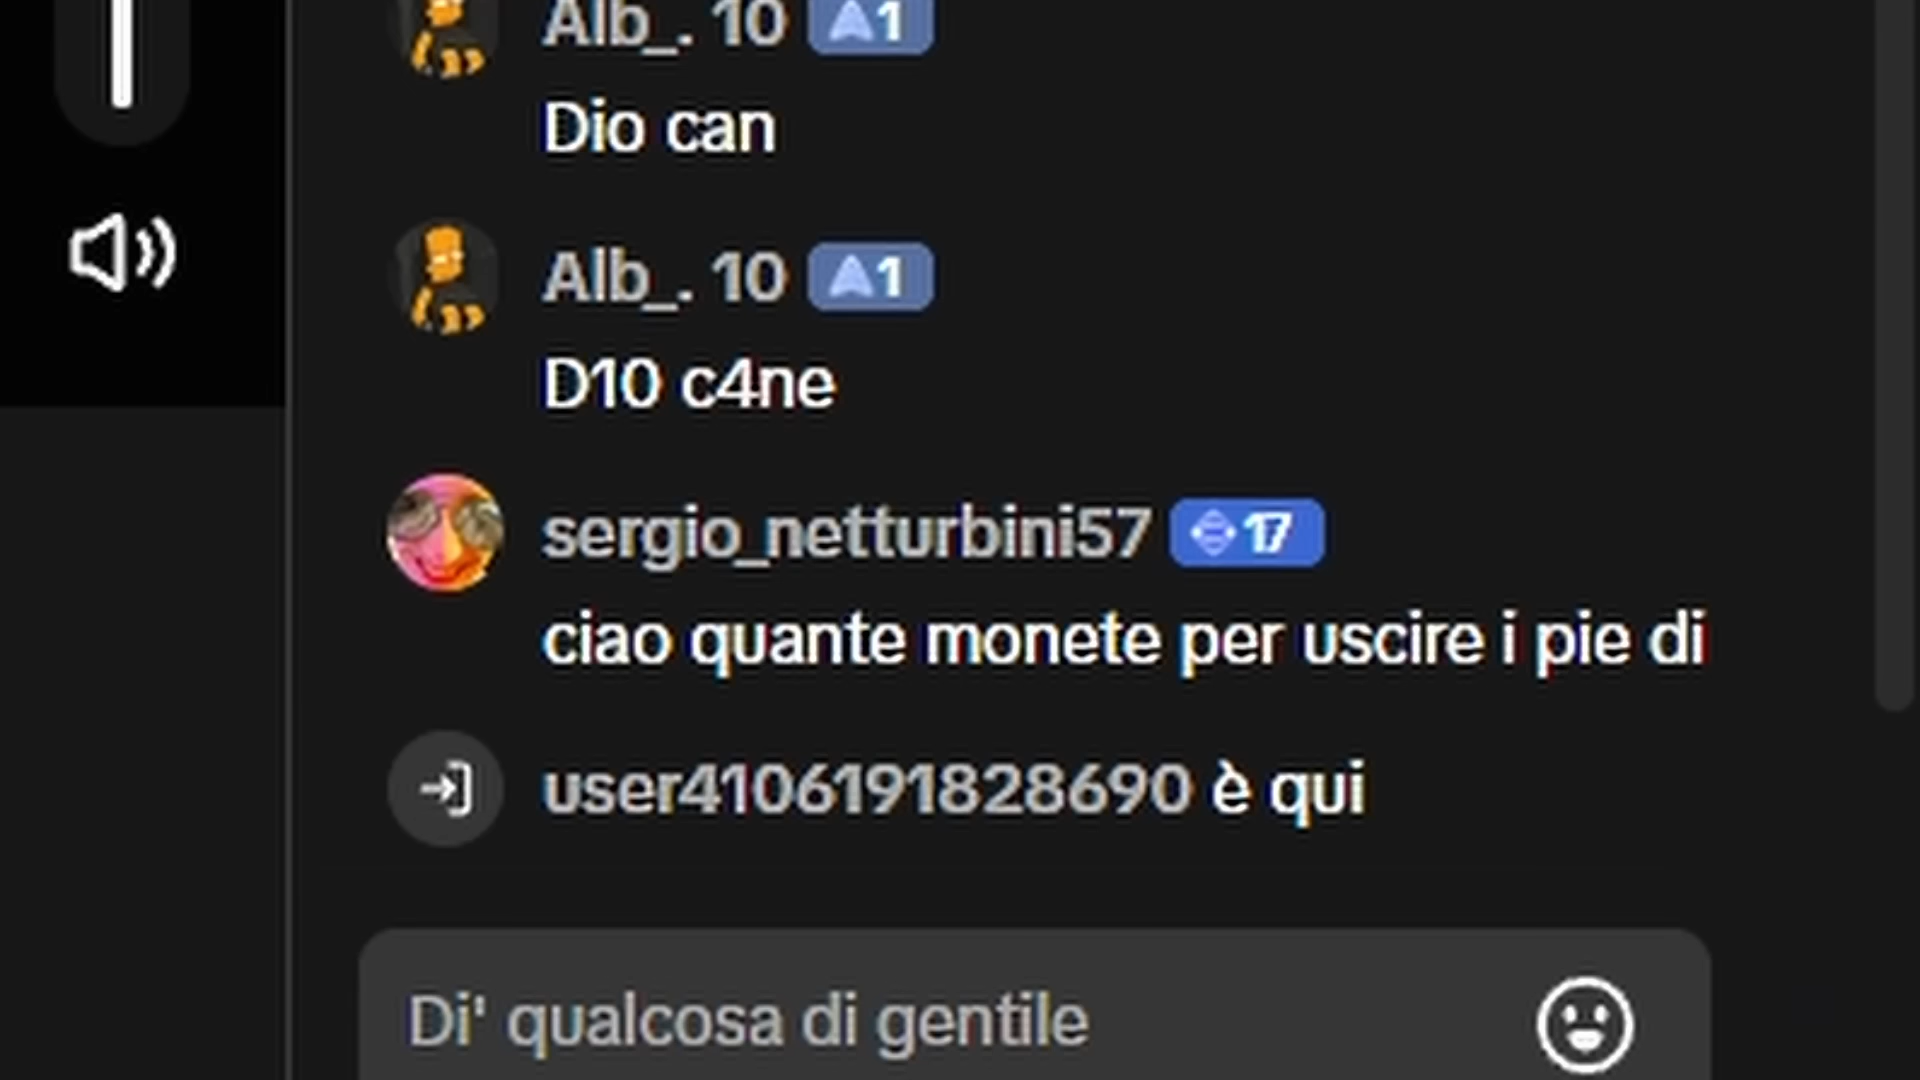 Alb_. 10 1
Dio can
Alb_. 10 1
D10 c4ne
sergio_netturbini57 17
ciao quante monete per uscire i pie di
user4106191828690 è qui
Di' qualcosa di gentile